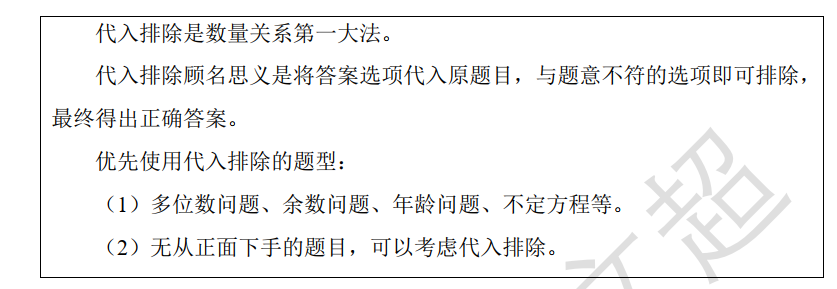 代入排除是数量关系第一大法。
代入排除顾名思义是将答案选项代入原题目，与题意不符的选项即可排除，
最终得出正确答案。
优先使用代入排除的题型：
（1）多位数问题、余数问题、年龄问题、不定方程等。
（2）无从正面下手的题目，可以考虑代入排除。
超